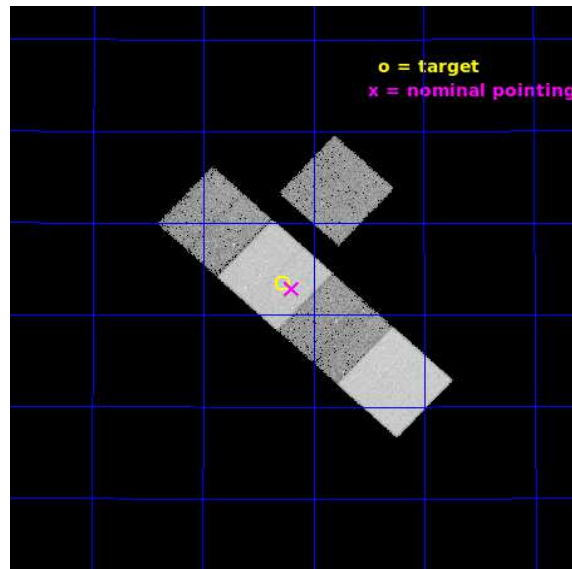 o = target
x = nominal pointing